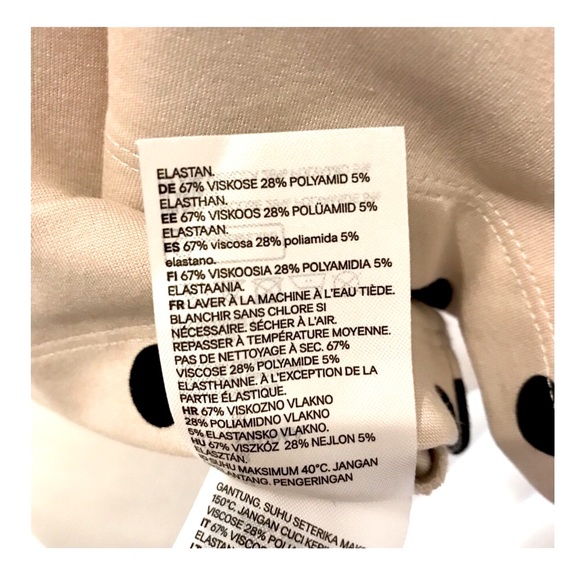 ELASTAN.
DE 67% VISKOSE 28% POLYAMID 5%
ELASTHAN.
EE 67% VISKOOS 28% POLÜAMIID 5%
ELASTAAN.
ES 67% viscosa 28% poliamida 5%
elastano.
FI 67% VISKOOSIA 28% POLYAMIDIA 5%
ELASTAANIA.
FR LAVER À LA MACHINE À L'EAU TIÈDE.
BLANCHIR SANS CHLORE SI
NÉCESSAIRE. SÉCHER À L'AIR.
REPASSER À TEMPÉRATURE MOYENNE.
PAS DE NETTOYAGE À SEC. 67%
VISCOSE 28% POLYAMIDE 5%
ELASTHANNE. À L'EXCEPTION DE LA
PARTIE ÉLASTIQUE.
HR 67% VISKOZNO VLAKNO
28% POLIAMIDNO VLAKNO
5% ELASTANSKO VLAKNO.
HU 67% VISZKÓZ 28% NEJLON 5%
ELASZTÁN.
SUHU MAKSIMUM 40°C. JANGAN
PENGERINGAN
GANTUNG. SUHU SETERIKA
150°C. JANGAN CUCI
VISCOSE 28%
IT 67%